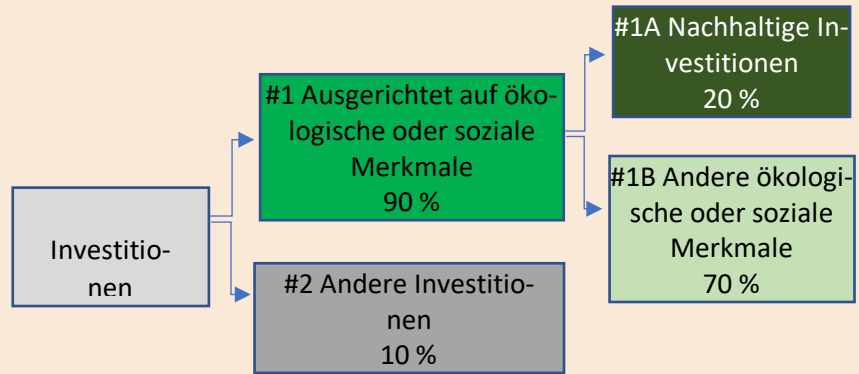 Investitio-
nen
#1 Ausgerichtet auf öko-
logische oder soziale
Merkmale
90 %
#2 Andere Investitio-
nen
10 %
#1A Nachhaltige In-
vestitionen
20 %
#1B Andere ökologi-
sche oder soziale
Merkmale
70 %